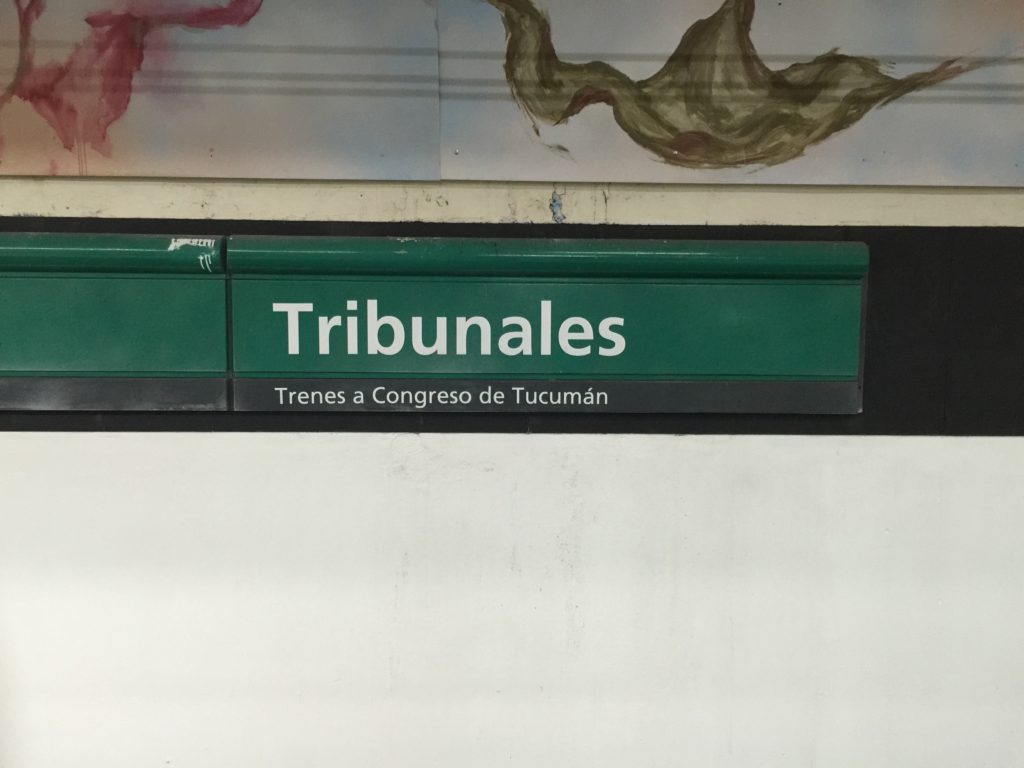 Tribunales
Trenes a Congreso de Tucumán